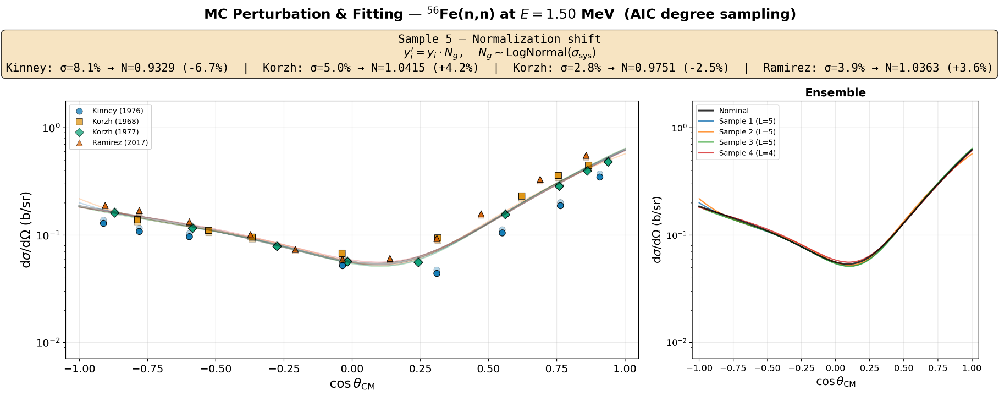 MC Perturbation & Fitting — ⁵⁶Fe(n,n) at E = 1.50 MeV (AIC degree sampling)
Sample 5 — Normalization shift
y′ᵢ = yᵢ · N_g, N_g ~ LogNormal(σ_sys)
Kinney: σ=8.1% → N=0.9329 (-6.7%) | Korzh: σ=5.0% → N=1.0415 (+4.2%) | Korzh: σ=2.8% → N=0.9751 (-2.5%) | Ramirez: σ=3.9% → N=1.0363 (+3.6%)
Kinney (1976)
Korzh (1968)
Korzh (1977)
Ramirez (2017)
dσ/dΩ (b/sr)
10⁰
10⁻¹
10⁻²
−1.00 −0.75 −0.50 −0.25 0.00 0.25 0.50 0.75 1.00
cos θ_CM
Ensemble
Nominal
Sample 1 (L=5)
Sample 2 (L=5)
Sample 3 (L=5)
Sample 4 (L=4)
dσ/dΩ (b/sr)
10⁰
10⁻¹
10⁻²
−1.00 −0.75 −0.50 −0.25 0.00 0.25 0.50 0.75 1.00
cos θ_CM